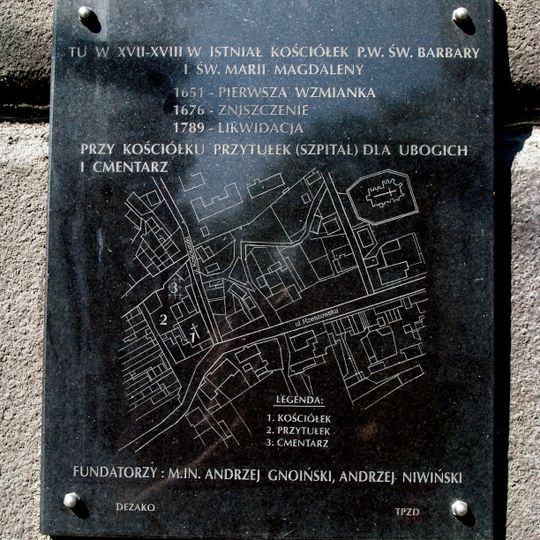 TU W XVII-XVIII W ISTNIAŁ KOŚCIÓŁEK P.W. ŚW. BARBARY
I ŚW. MARII MAGDALENY
1651 - PIERWSZA WZMIANKA
1676 - ZNISZCZENIE
1789 - LIKWIDACJA
PRZY KOŚCIÓŁKU PRZYTUŁEK (SZPITAL) DLA UBOGICH
I CMENTARZ
3
2
1
ul. Rzeszowska
LEGENDA:
1. KOŚCIÓŁEK
2. PRZYTUŁEK
3: CMENTARZ
FUNDATORZY : M.IN. ANDRZEJ GNOIŃSKI, ANDRZEJ NIWIŃSKI
DEZAKO
TPZD